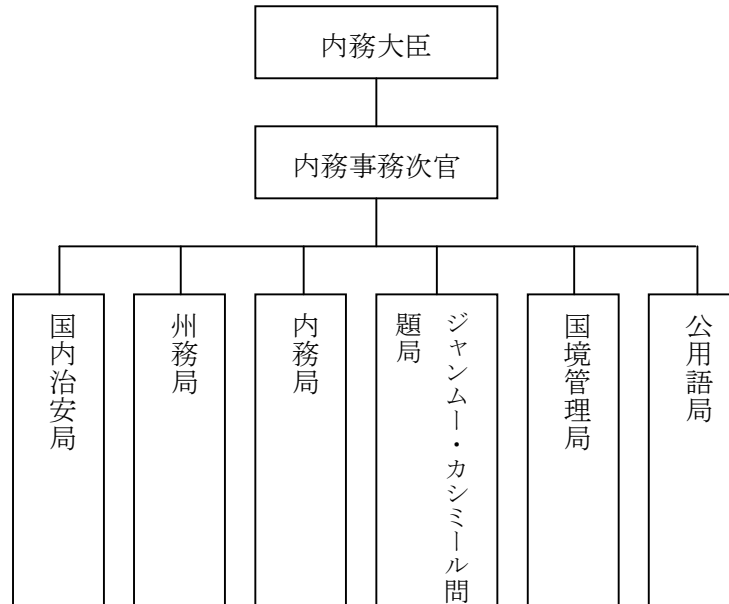 内務大臣
内務事務次官
国内治安局
州務局
内務局
ジャンムー・カシミール問
題局
国境管理局
公用語局